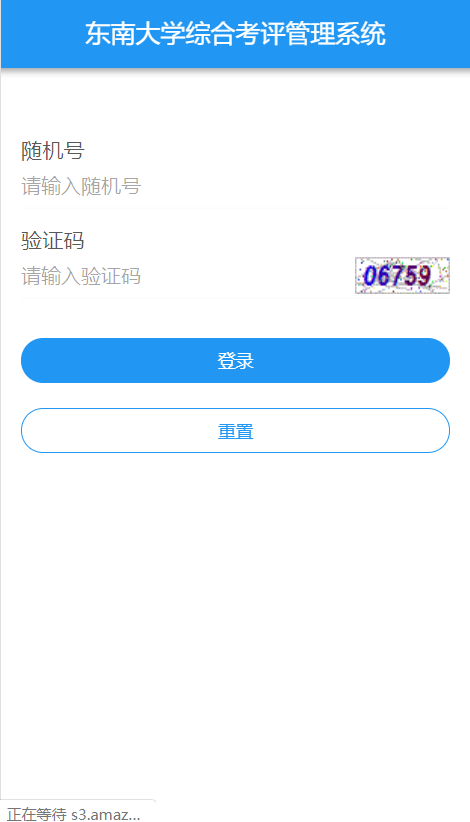 东南大学综合考评管理系统
随机号
请输入随机号
验证码
请输入验证码
06759
登录
重置
正在等待 s3.amaz...